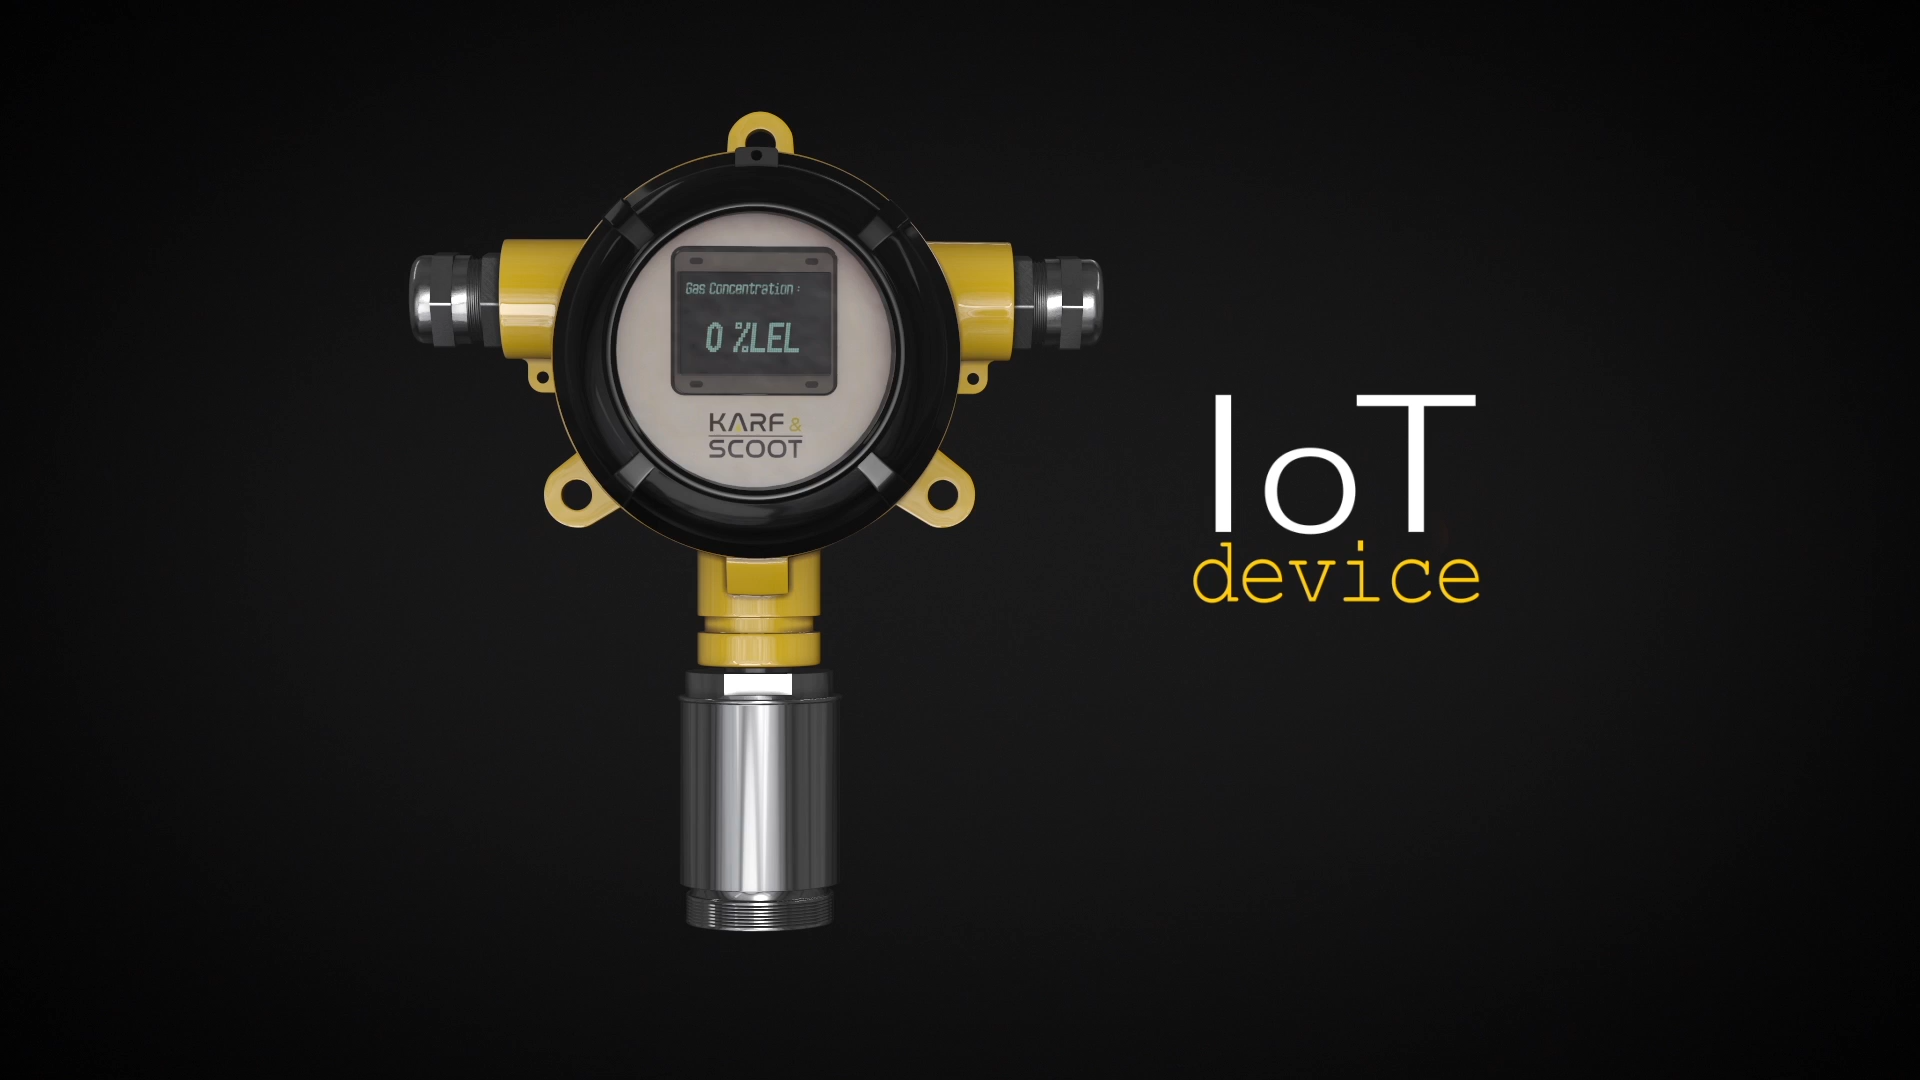 Gas Concentration :
0 %LEL
KARF &
SCOOT
IoT
device